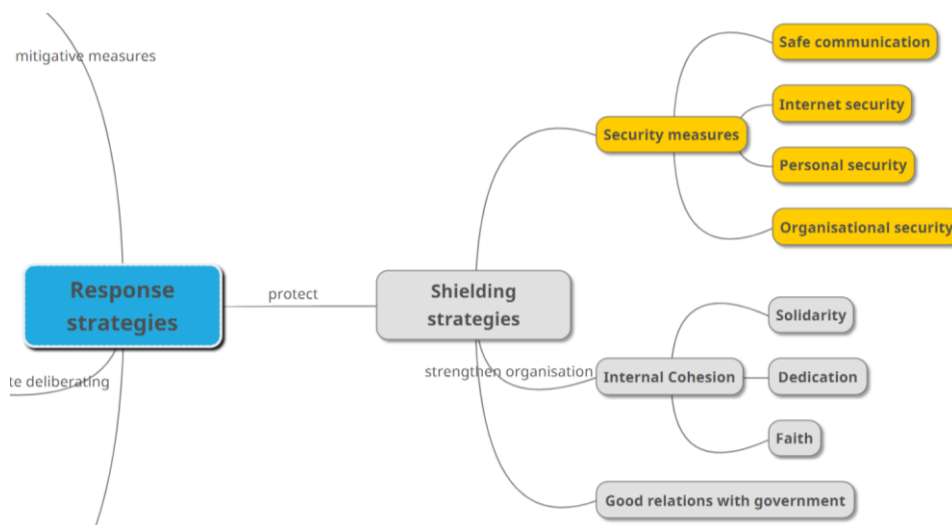 mitigative measures
Safe communication
Internet security
Security measures
Personal security
Organisational security
Response
strategies
protect
Shielding
strategies
te deliberating
strengthen organisation
Internal Cohesion
Solidarity
Dedication
Faith
Good relations with government